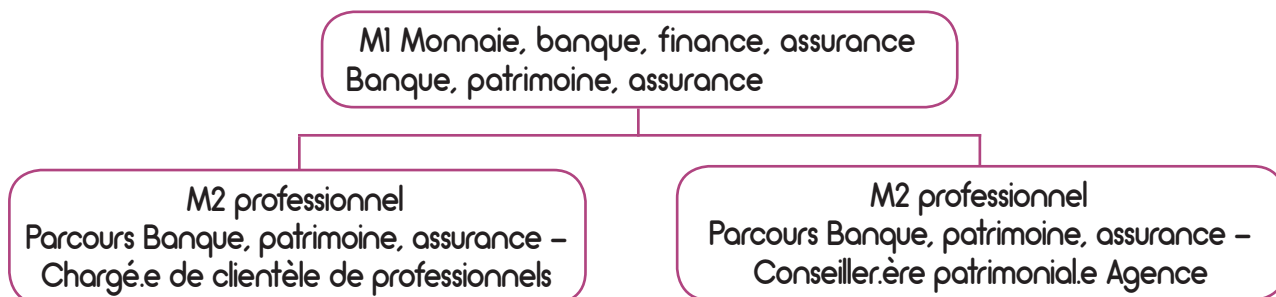 M1 Monnaie, banque, finance, assurance
Banque, patrimoine, assurance
M2 professionnel
Parcours Banque, patrimoine, assurance –
Chargé.e de clientèle de professionnels
M2 professionnel
Parcours Banque, patrimoine, assurance –
Conseiller.ère patrimonial.e Agence